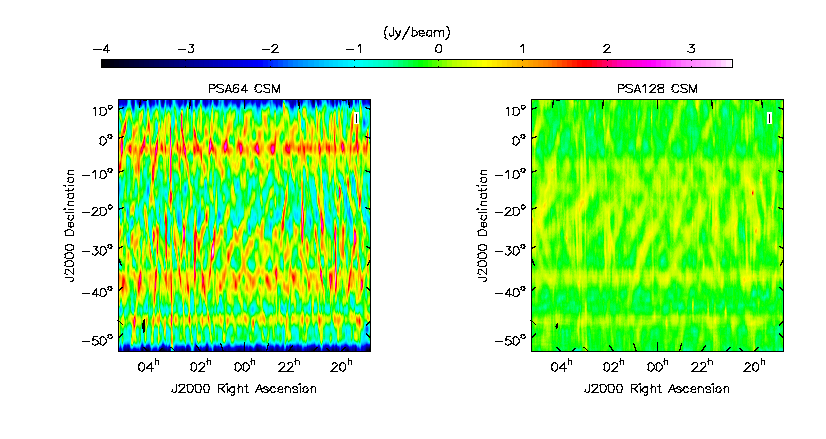 (Jy/beam)
−4 −3 −2 −1 0 1 2 3
PSA64 CSM
PSA128 CSM
10°
0°
−10°
−20°
−30°
−40°
−50°
J2000 Declination
04h 02h 00h 22h 20h
J2000 Right Ascension
10°
0°
−10°
−20°
−30°
−40°
−50°
J2000 Declination
04h 02h 00h 22h 20h
J2000 Right Ascension